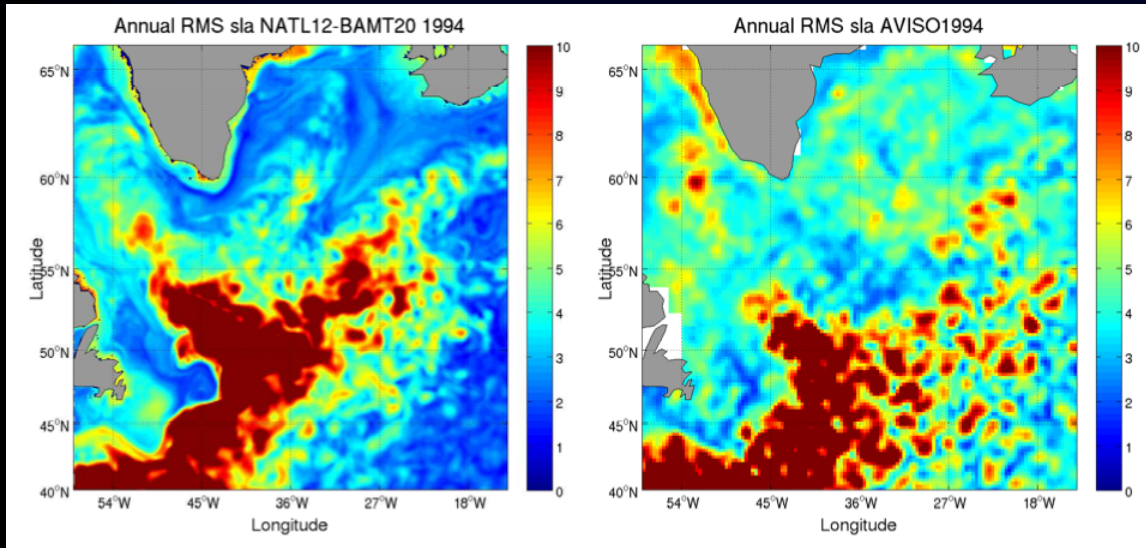 Annual RMS sla NATL12-BAMT20 1994
65°N
60°N
55°N
50°N
45°N
40°N
Latitude
54°W
45°W
36°W
27°W
18°W
Longitude
10
9
8
7
6
5
4
3
2
1
0
Annual RMS sla AVISO1994
65°N
60°N
55°N
50°N
45°N
40°N
Latitude
54°W
45°W
36°W
27°W
18°W
Longitude
10
9
8
7
6
5
4
3
2
1
0